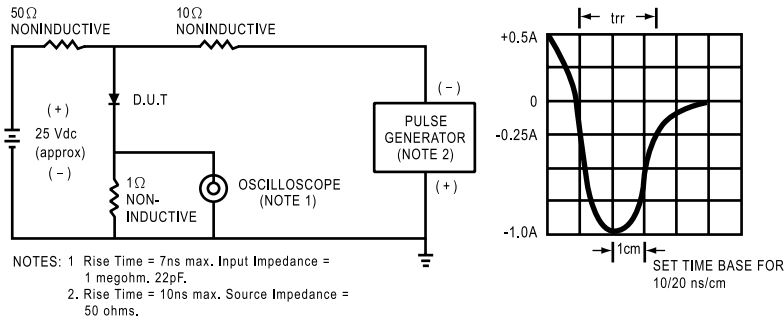 50Ω
NONINDUCTIVE
10Ω
NONINDUCTIVE
(+)
25 Vdc
(approx)
(−)
D.U.T
1Ω
NON-
INDUCTIVE
OSCILLOSCOPE
(NOTE 1)
(−)
PULSE
GENERATOR
(NOTE 2)
(+)
NOTES: 1 Rise Time = 7ns max. Input Impedance =
1 megohm. 22pF.
2. Rise Time = 10ns max. Source Impedance =
50 ohms.
trr
+0.5A
0
-0.25A
-1.0A
1cm
SET TIME BASE FOR
10/20 ns/cm